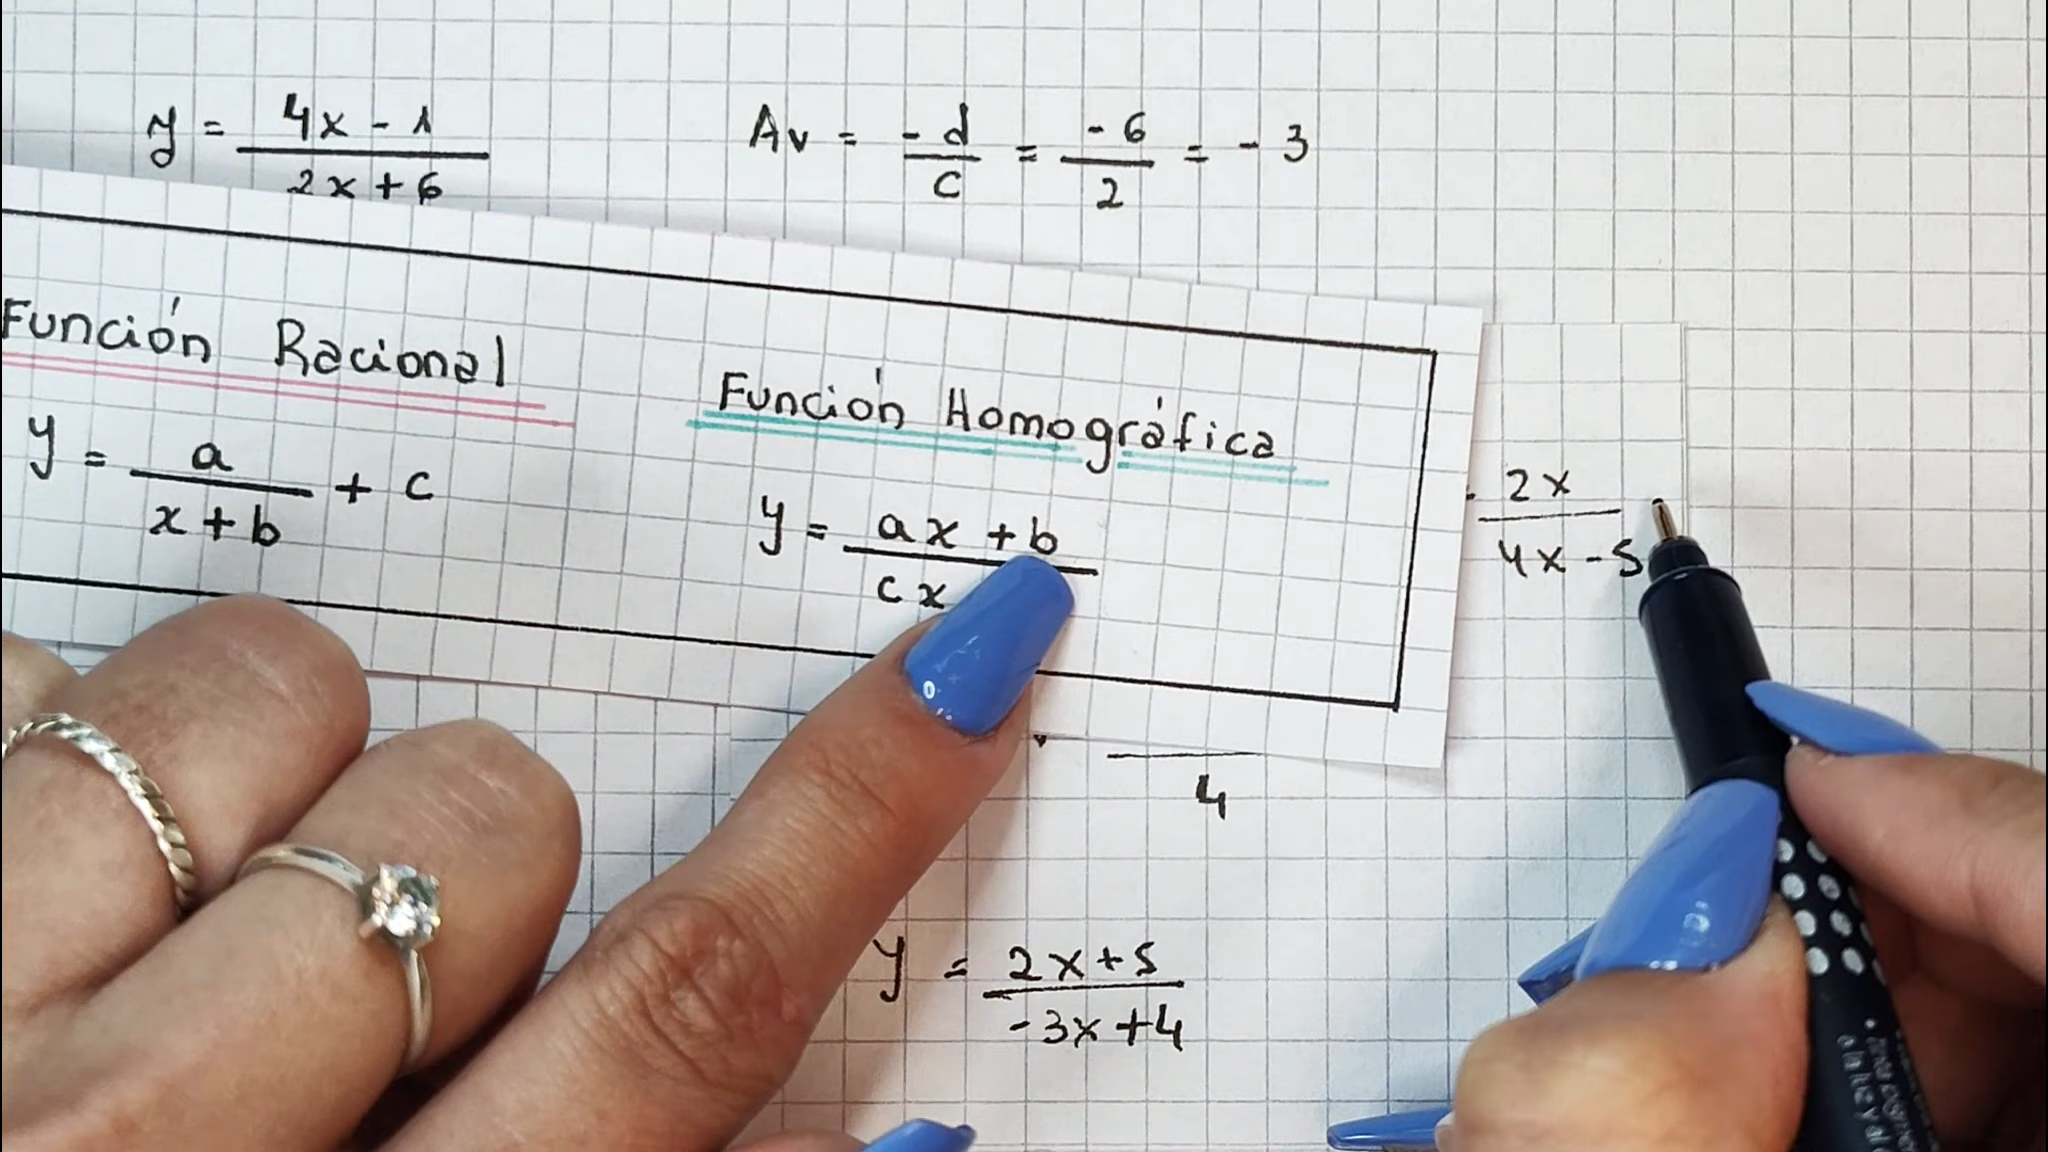 y = 4x - 1 / 2x + 6
Av = -d / c = -6 / 2 = -3
Función Racional
y = a / x + b + c
Función Homográfica
y = ax + b / cx
2x / 4x - 5
4
y = 2x + 5 / -3x + 4